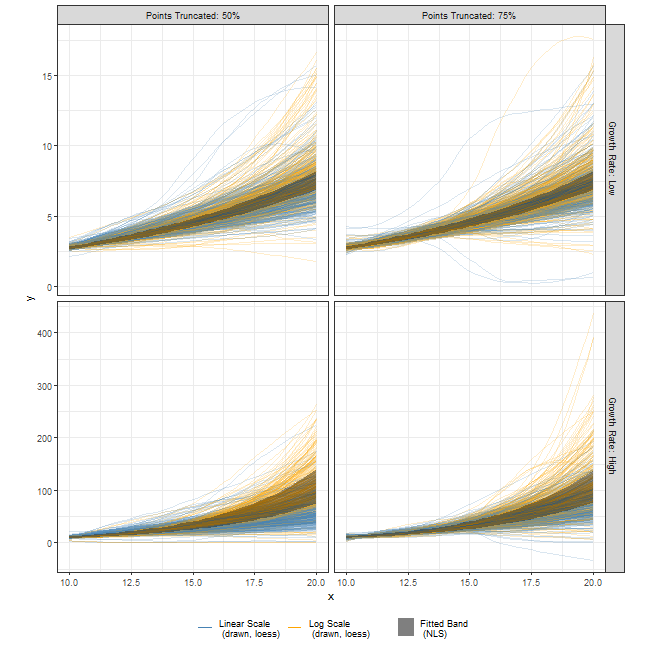 Points Truncated: 50%
Points Truncated: 75%
15
10
5
0
Growth Rate: Low
y
400
300
200
100
0
Growth Rate: High
10.0 12.5 15.0 17.5 20.0
10.0 12.5 15.0 17.5 20.0
x
Linear Scale
(drawn, loess)
Log Scale
(drawn, loess)
Fitted Band
(NLS)